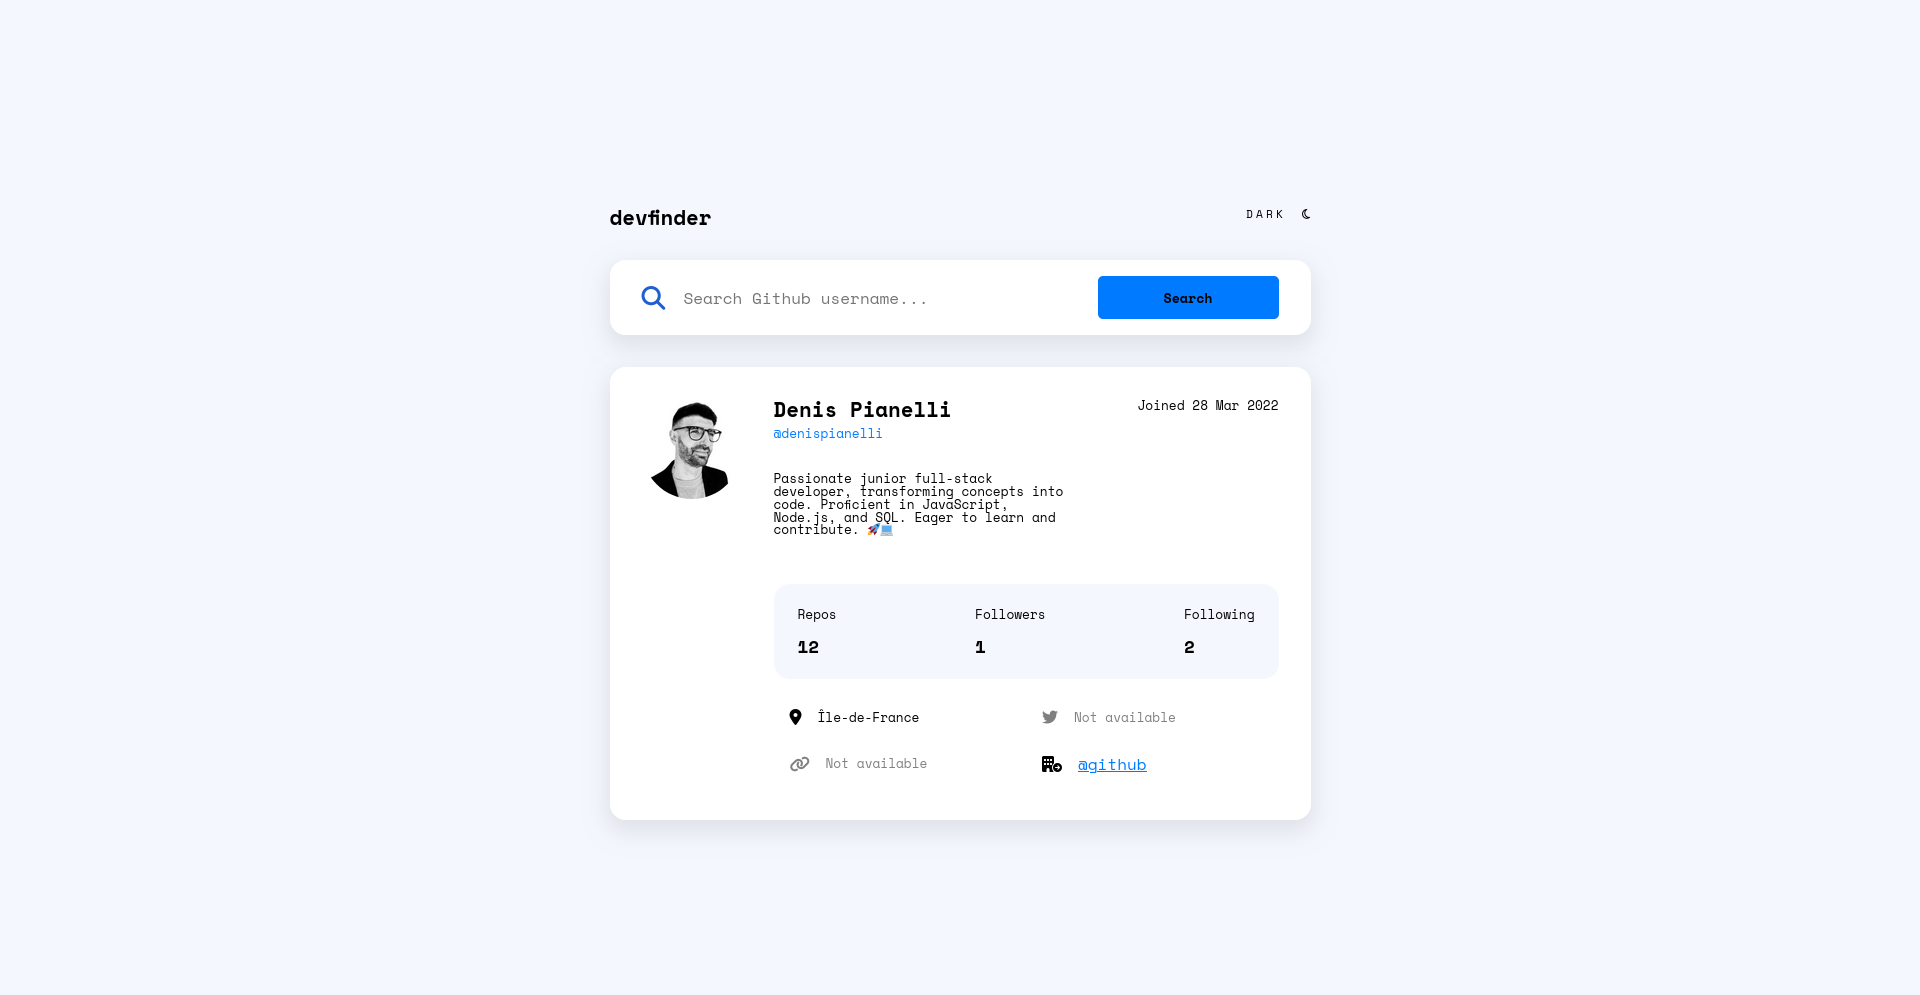 devfinder
DARK
Search Github username...
Search
Denis Pianelli
Joined 28 Mar 2022
@denispianelli
Passionate junior full-stack
developer, transforming concepts into
code. Proficient in JavaScript,
Node.js, and SQL. Eager to learn and
contribute. 🚀💻
Repos
Followers
Following
12
1
2
Île-de-France
Not available
Not available
@github